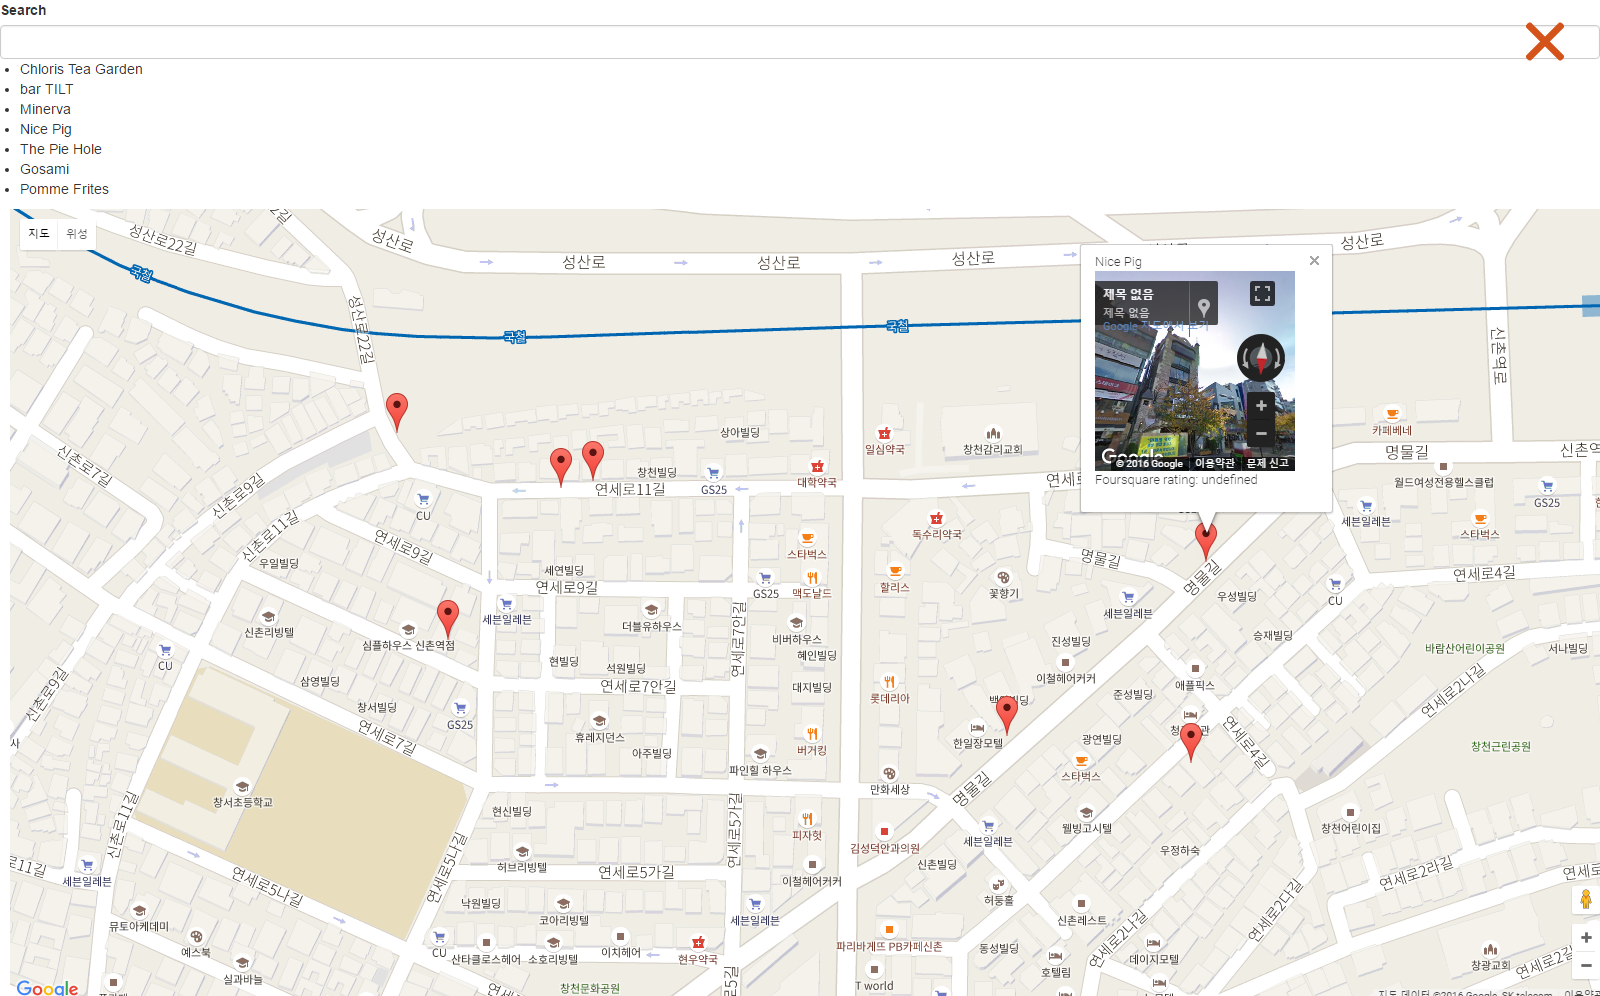 Search
Chloris Tea Garden
bar TILT
Minerva
Nice Pig
The Pie Hole
Gosami
Pomme Frites
지도 위성
성산로22길
성산로
성산로
성산로
성산로
성산로
국철
국철
국철
성산로22길
신촌역로
Nice Pig
제목 없음
제목 없음
Google 지도에서 보기
Google
© 2016 Google 이용약관 문제 신고
Foursquare rating: undefined
상아빌딩
일심약국
창천감리교회
카페베네
명물길
신촌역
신촌로7길
신촌로9길
창천빌딩
GS25
대학약국
연세로11길
월드여성전용헬스클럽
GS25
CU
세븐일레븐
스타벅스
독수리약국
신촌로11길
연세로9길
스타벅스
우일빌딩
세연빌딩
연세로9길
GS25
맥도날드
할리스
꽃향기
명물길
명물길
우성빌딩
CU
연세로4길
세븐일레븐
신촌리빙텔
심플하우스 신촌역점
세븐일레븐
더블유하우스
연세로7안길
비버하우스
혜인빌딩
진성빌딩
승재빌딩
바람산어린이공원
서나빌딩
CU
삼영빌딩
현빌딩
석원빌딩
연세로7안길
대지빌딩
롯데리아
이철헤어커커
애플픽스
준성빌딩
신촌로9길
창서빌딩
GS25
연세로7길
휴레지던스
아주빌딩
버거킹
파인힐 하우스
한일장모텔
광연빌딩
연세로4길
연세로2나길
창천근린공원
스타벅스
만화세상
명물길
창서초등학교
현신빌딩
연세로5가길
피자헛
김성덕안과의원
세븐일레븐
웰빙고시텔
창천어린이집
신촌로11길
허브리빙텔
연세로5가길
이철헤어커커
신촌빌딩
우정하숙
세븐일레븐
연세로5나길
연세로5나길
낙원빌딩
코아리빙텔
세븐일레븐
허둥홀
신촌레스트
연세로2라길
연세로2다길
연세로2나길
뮤토아케데미
예스북
실과바늘
CU
산타클로스헤어
소호리빙텔
이치헤어
현우약국
파리바게뜨 PB카페신촌
동성빌딩
호텔림
데이지모텔
창광교회
연세로2길
창천문화공원
T world
연세로5길
Google
지도 데이터 ©2016 Google, SK telecom
이용약관